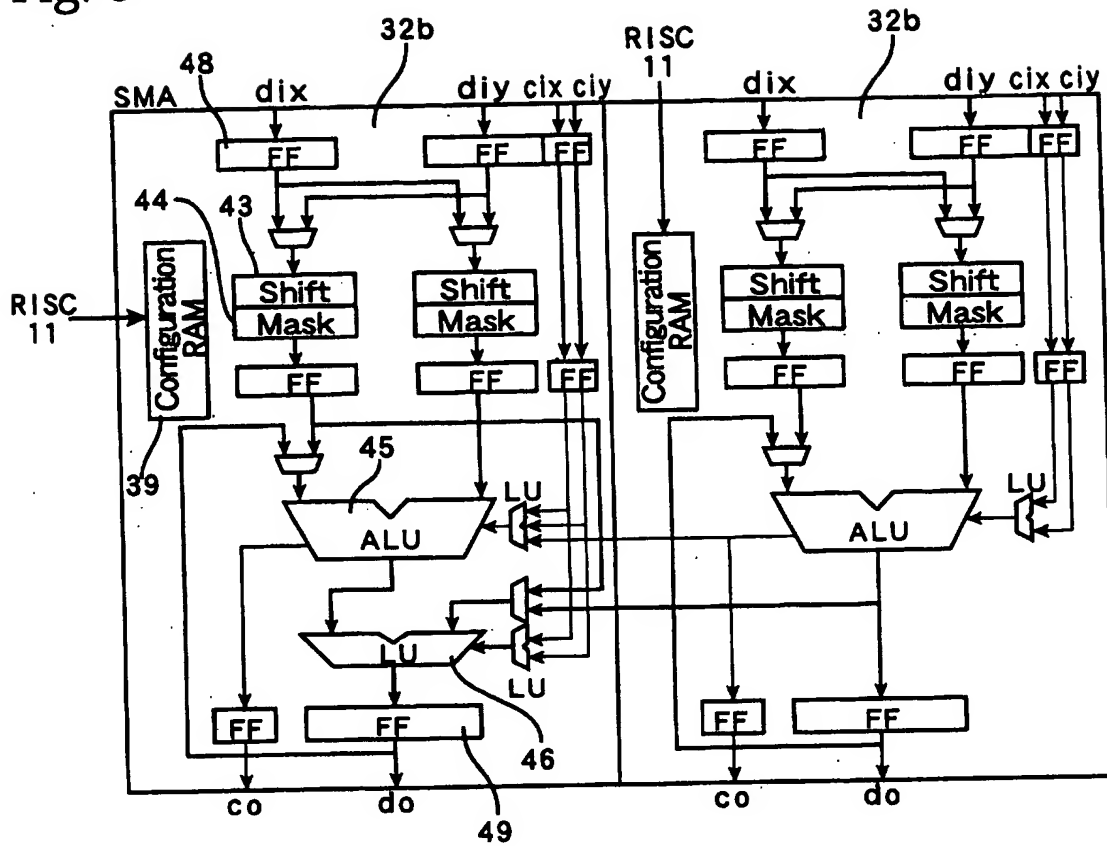 32b
RISC
11
32b
48
SMA
dix
diy
cix
ciy
dix
diy
cix
ciy
FF
FF
FF
FF
FF
FF
43
44
Configuration
RAM
Configuration
RAM
Shift
Mask
Shift
Mask
Shift
Mask
Shift
Mask
RISC
11
FF
FF
FF
FF
FF
FF
39
45
LU
LU
ALU
ALU
LU
LU
FF
FF
46
FF
FF
co
do
49
co
do